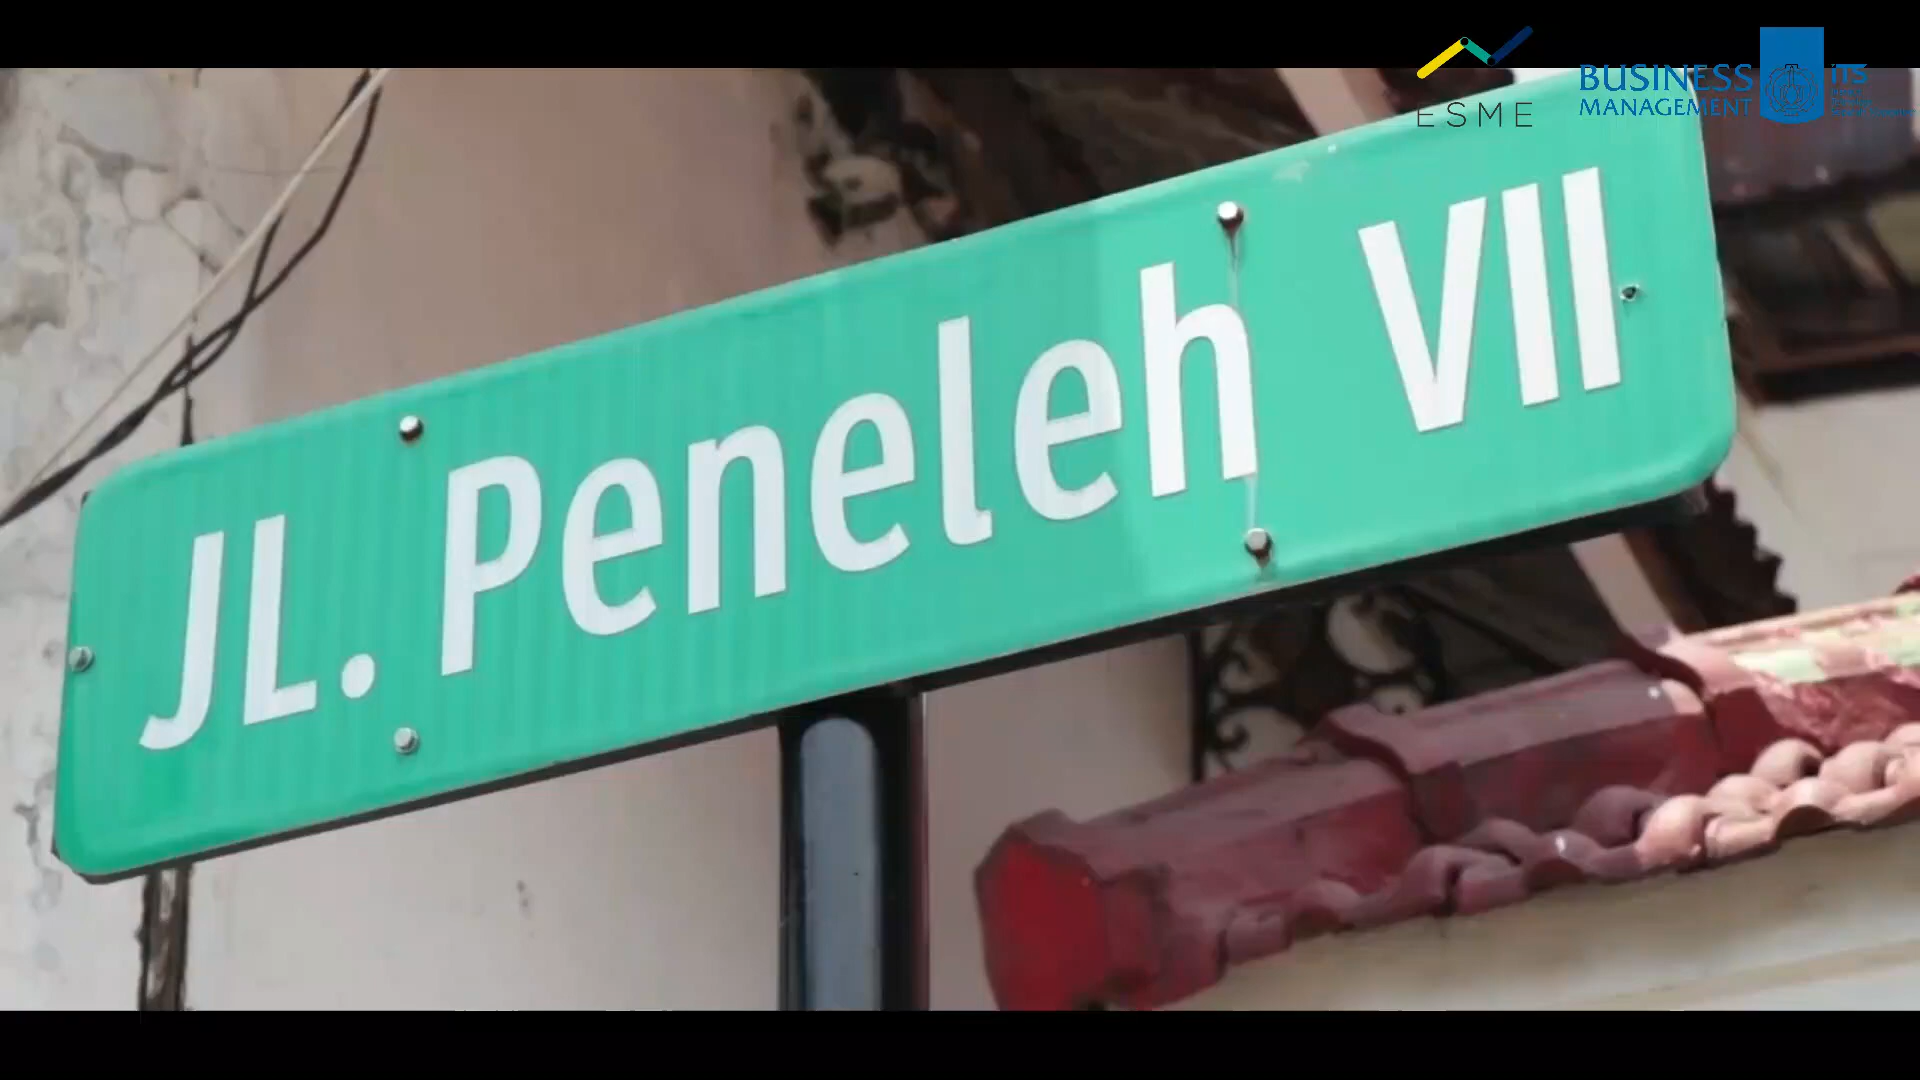 ESME
BUSINESS
MANAGEMENT
ITS
JL. Peneleh VII